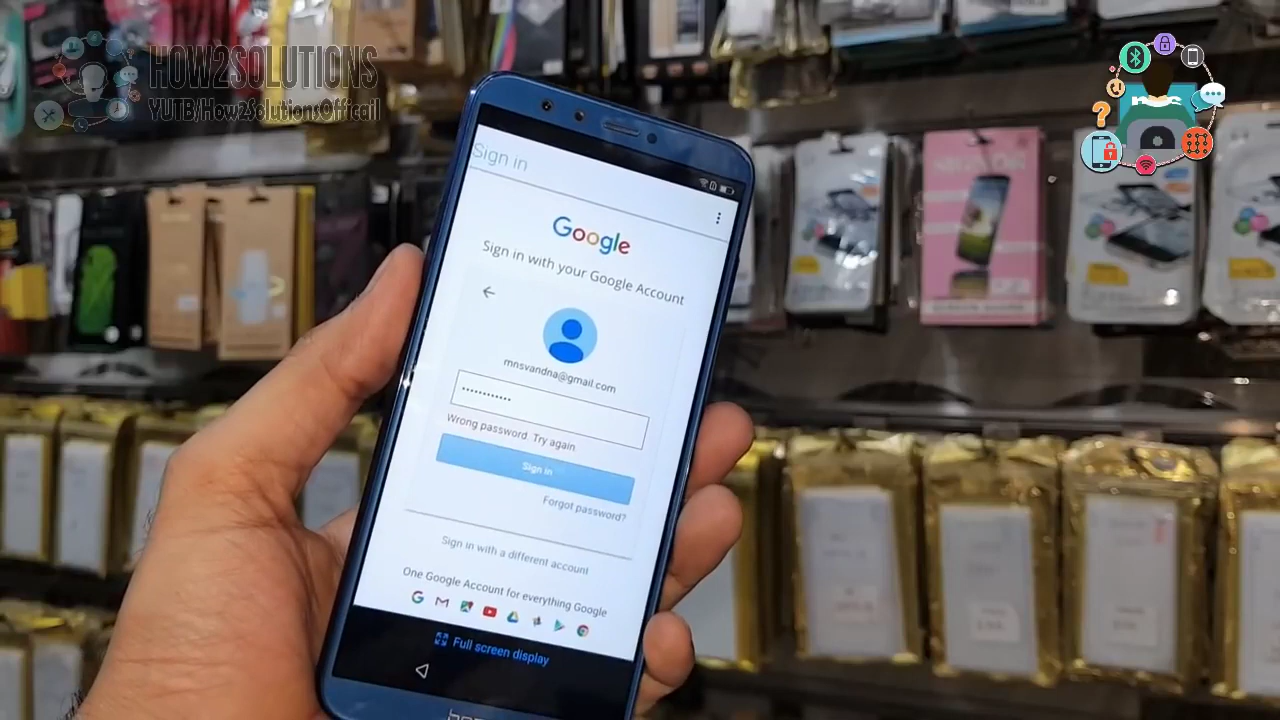 HOW2SOLUTIONS
YUTB/How2SolutionsOffcail
Sign in
Google
Sign in with your Google Account
mnsvandna@gmail.com
Wrong password. Try again
Sign in
Forgot password?
Sign in with a different account
One Google Account for everything Google
Full screen display